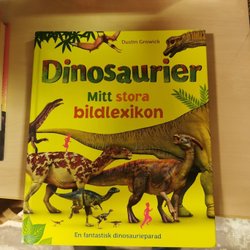 Dustin Growick
Dinosaurier
Mitt stora
bildlexikon
En fantastisk dinosaurieparad